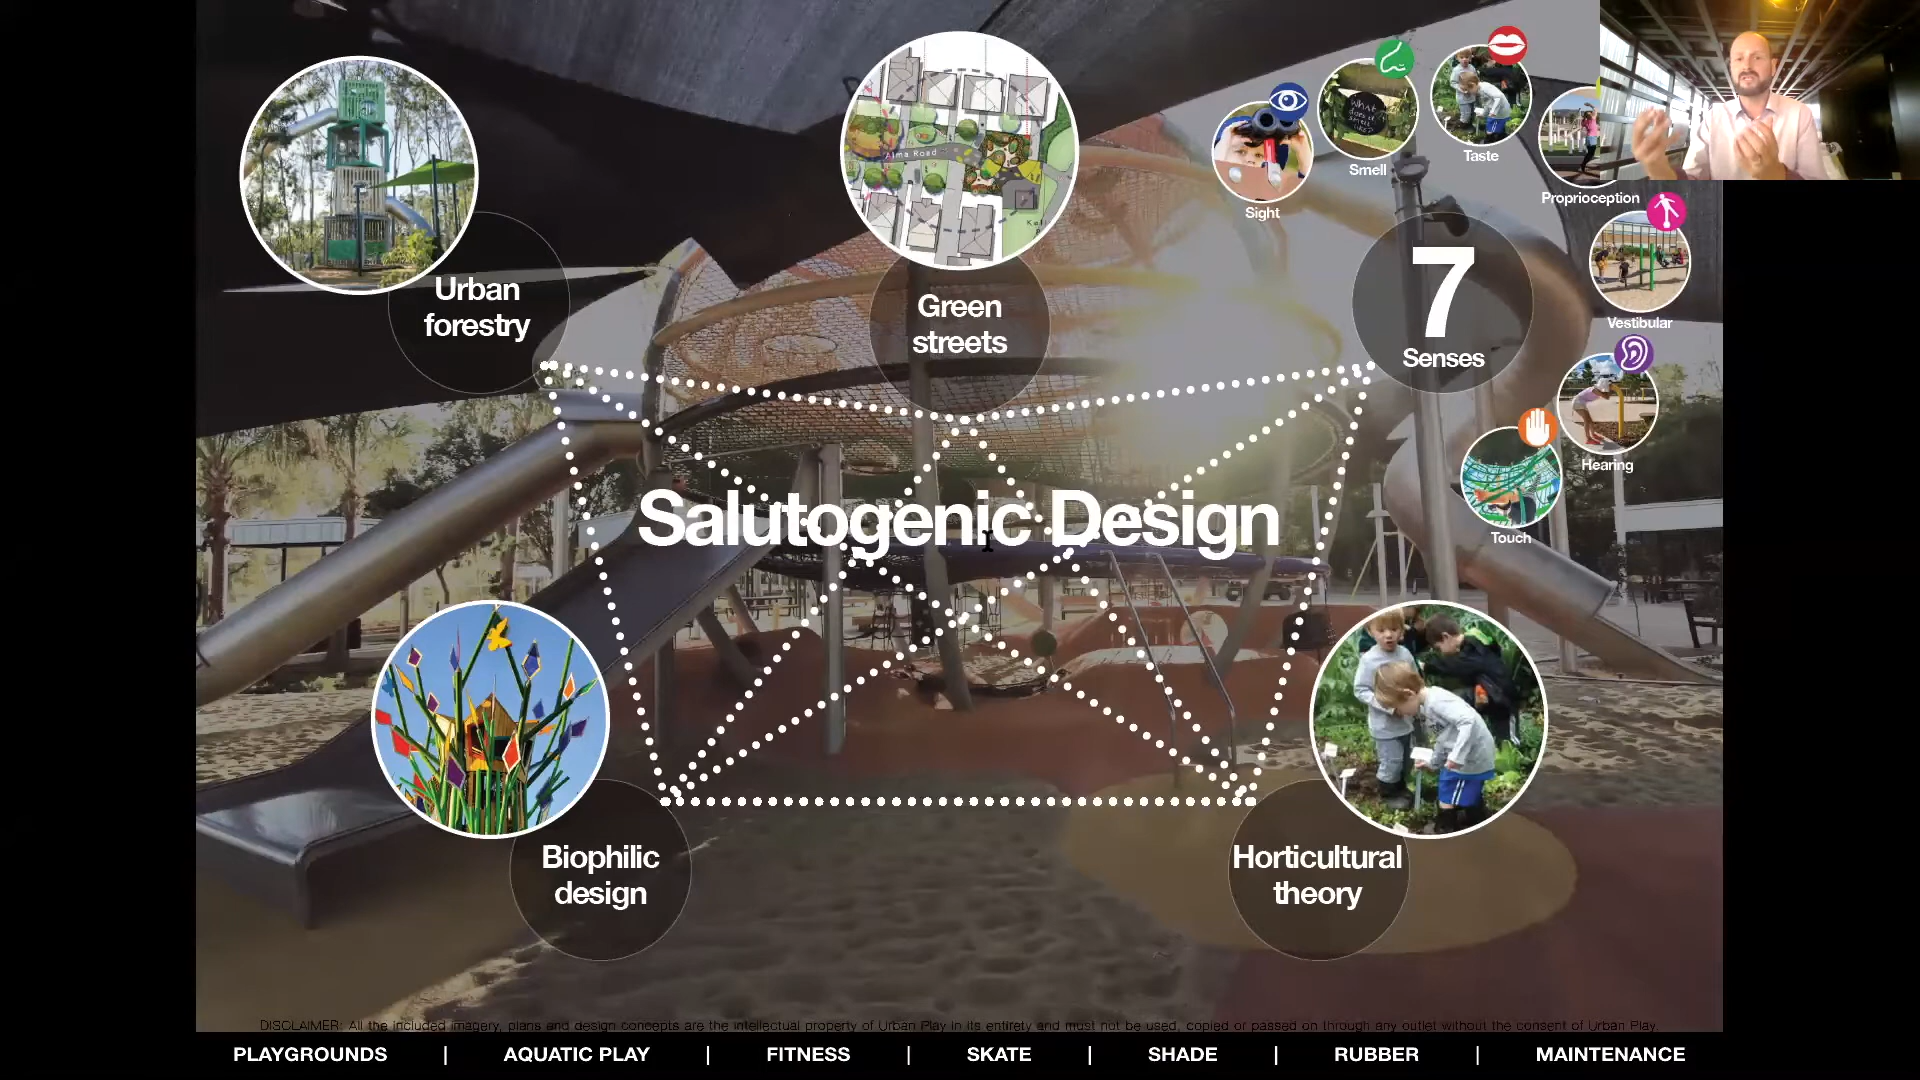 Urban
forestry
Alma Road
Green
streets
Sight
Smell
Taste
Proprioception
Vestibular
Hearing
Touch
7
Senses
Salutogenic Design
Biophilic
design
Horticultural
theory
DISCLAIMER: All the included imagery, plans and design concepts are the intellectual property of Urban Play in its entirety and must not be used, copied or passed on through any outlet without the consent of Urban Play.
PLAYGROUNDS | AQUATIC PLAY | FITNESS | SKATE | SHADE | RUBBER | MAINTENANCE